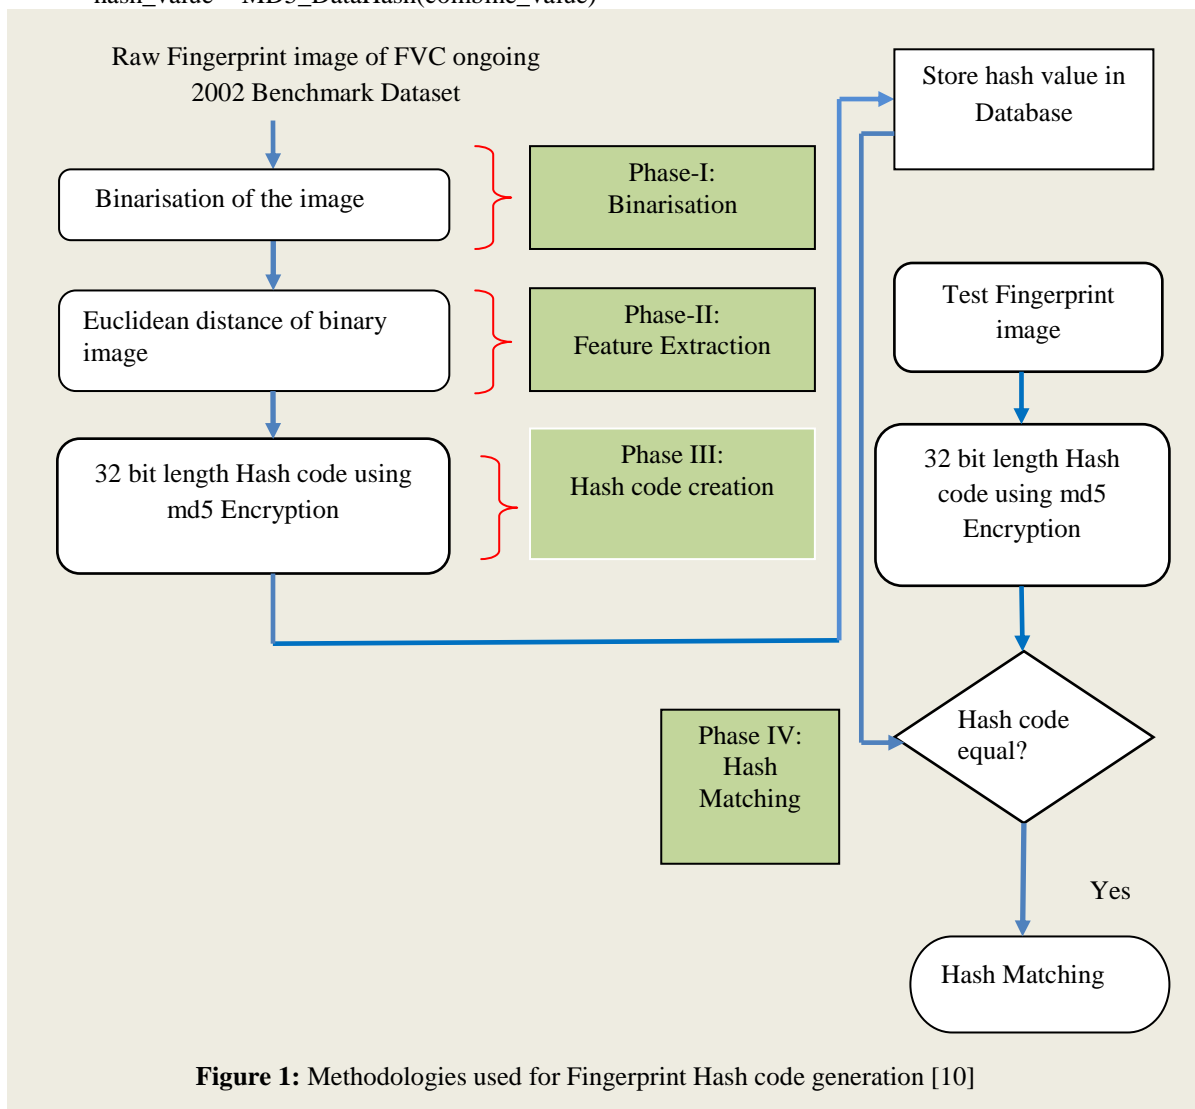 hash_value = MD5_DataHash(combine_value)
Raw Fingerprint image of FVC ongoing
2002 Benchmark Dataset
Binarisation of the image
Phase-I:
Binarisation
Euclidean distance of binary
image
Phase-II:
Feature Extraction
32 bit length Hash code using
md5 Encryption
Phase III:
Hash code creation
Store hash value in
Database
Test Fingerprint
image
32 bit length Hash
code using md5
Encryption
Phase IV:
Hash
Matching
Hash code
equal?
Yes
Hash Matching
Figure 1: Methodologies used for Fingerprint Hash code generation [10]